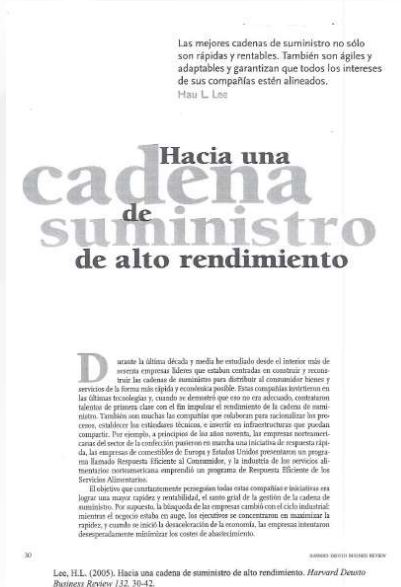 Las mejores cadenas de suministro no sólo
son rápidas y rentables. También son ágiles y
adaptables y garantizan que todos los intereses
de sus compañías estén alineados.
Hau L. Lee
Hacia una
cadena
de
suministro
de alto rendimiento
Durante la última década y media he estudiado desde el interior más de
sesenta empresas líderes que estaban centradas en construir y recons-
truir las cadenas de suministro para distribuir al consumidor bienes y
servicios de la forma más rápida y económica posible. Estas compañías invirtieron en
las últimas tecnologías y, cuando se demostró que eso no era adecuado, contrataron
talentos de primera clase con el fin impulsar el rendimiento de la cadena de sumi-
nistro. También son muchas las compañías que colaboran para racionalizar los pro-
cesos, establecer los estándares técnicos, e invertir en infraestructuras que puedan
compartir. Por ejemplo, a principios de los años noventa, las empresas norteameri-
canas del sector de la confección pusieron en marcha una iniciativa de respuesta rápi-
da, las empresas de comestibles de Europa y Estados Unidos presentaron un progra-
ma llamado Respuesta Eficiente al Consumidor, y la industria de los servicios ali-
mentarios norteamericana emprendió un programa de Respuesta Eficiente de los
Servicios Alimentarios.
El objetivo que constantemente perseguían todas estas compañías e iniciativas era
lograr una mayor rapidez y rentabilidad, el santo grial de la gestión de la cadena de
suministro. Por supuesto, la búsqueda de las empresas cambió con el ciclo industrial:
mientras el negocio estaba en auge, los ejecutivos se concentraron en maximizar la
rapidez, y cuando se inició la desaceleración de la economía, las empresas intentaron
desesperadamente minimizar los costes de abastecimiento.
30
HARVARD DEUSTO BUSINESS REVIEW
Lee, H.L. (2005). Hacia una cadena de suministro de alto rendimiento. Harvard Deusto
Business Review 132. 30-42.